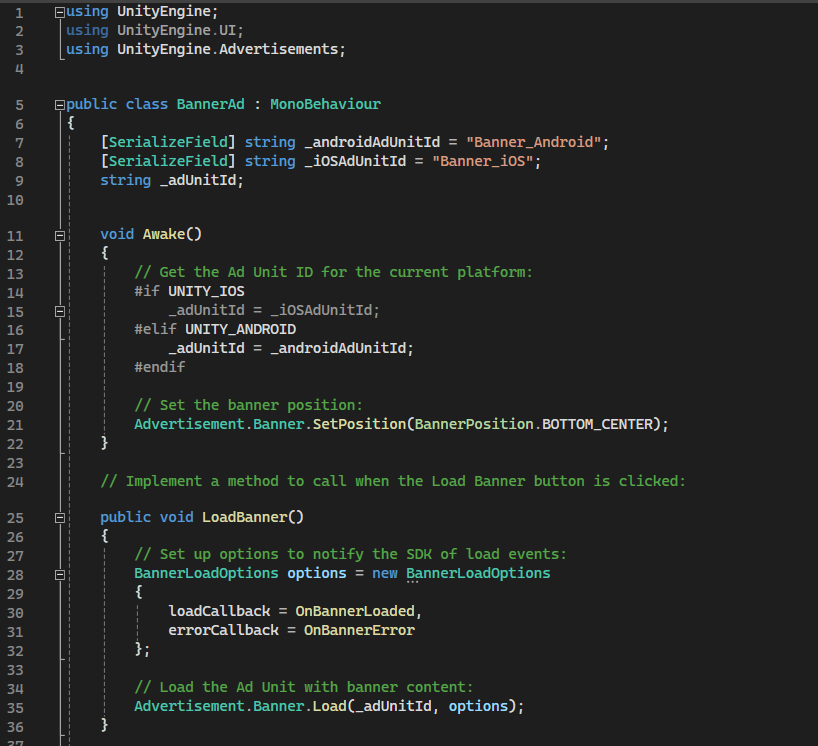 1 using UnityEngine;
2 using UnityEngine.UI;
3 using UnityEngine.Advertisements;
4
5 public class BannerAd : MonoBehaviour
6 {
7 [SerializeField] string _androidAdUnitId = "Banner_Android";
8 [SerializeField] string _iOSAdUnitId = "Banner_iOS";
9 string _adUnitId;
10
11 void Awake()
12 {
13 // Get the Ad Unit ID for the current platform:
14 #if UNITY_IOS
15 _adUnitId = _iOSAdUnitId;
16 #elif UNITY_ANDROID
17 _adUnitId = _androidAdUnitId;
18 #endif
19
20 // Set the banner position:
21 Advertisement.Banner.SetPosition(BannerPosition.BOTTOM_CENTER);
22 }
23
24 // Implement a method to call when the Load Banner button is clicked:
25 public void LoadBanner()
26 {
27 // Set up options to notify the SDK of load events:
28 BannerLoadOptions options = new BannerLoadOptions
29 {
30 loadCallback = OnBannerLoaded,
31 errorCallback = OnBannerError
32 };
33
34 // Load the Ad Unit with banner content:
35 Advertisement.Banner.Load(_adUnitId, options);
36 }
37